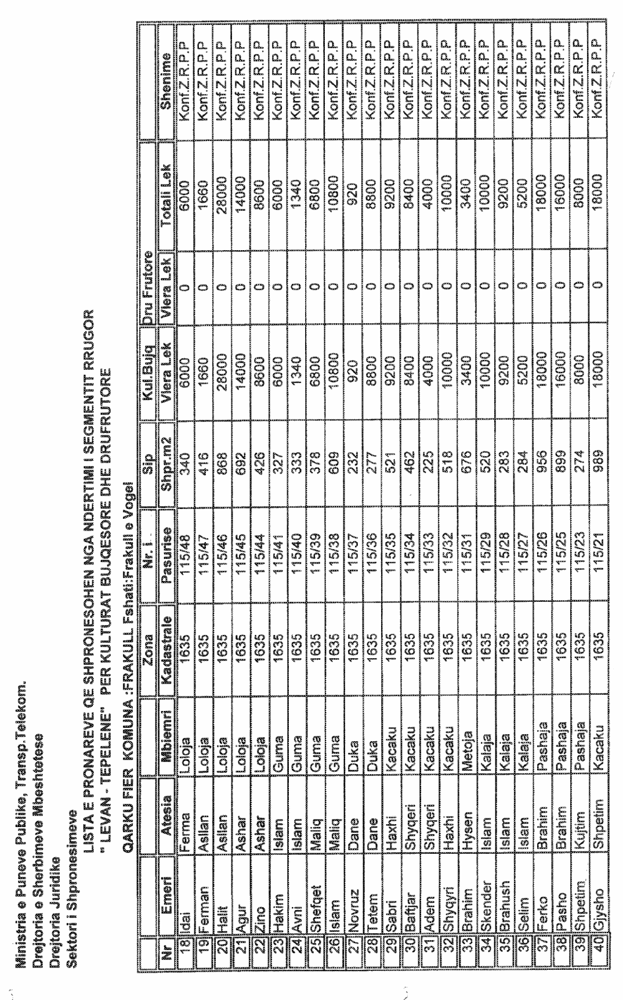 Ministria e Puneve Publike, Transp.Telekom.
Drejtoria e Sherbimeve Mbeshtetese
Drejtoria Juridike
Sektori i Shpronesimeve
LISTA E PRONAREVE QE SHPRONESOHEN NGA NDERTIMI I SEGMENTIT RRUGOR
" LEVAN - TEPELENE" PER KULTURAT BUJQESORE DHE DRUFRUTORE
QARKU FIER KOMUNA :FRAKULL Fshati:Frakull e Vogel
Zona Nr. i Sip Kul.Bujq Dru Frutore
Nr Emeri Atesia Mbiemri Kadastrale Pasurise Shpr.m2 Vlera Lek Vlera Lek Totali Lek Shenime
18 Idai Ferma Loloja 1635 115/48 340 6000 0 6000 Konf.Z.R.P.P
19 Ferman Asllan Loloja 1635 115/47 416 1660 0 1660 Konf.Z.R.P.P
20 Halit Asllan Loloja 1635 115/46 868 28000 0 28000 Konf.Z.R.P.P
21 Agur Ashar Loloja 1635 115/45 692 14000 0 14000 Konf.Z.R.P.P
22 Zino Ashar Loloja 1635 115/44 426 8600 0 8600 Konf.Z.R.P.P
23 Hakim Islam Guma 1635 115/41 327 6000 0 6000 Konf.Z.R.P.P
24 Avni Islam Guma 1635 115/40 333 1340 0 1340 Konf.Z.R.P.P
25 Shefqet Maliq Guma 1635 115/39 378 6800 0 6800 Konf.Z.R.P.P
26 Islam Maliq Guma 1635 115/38 609 10800 0 10800 Konf.Z.R.P.P
27 Novruz Dane Duka 1635 115/37 232 920 0 920 Konf.Z.R.P.P
28 Tetem Dane Duka 1635 115/36 277 8800 0 8800 Konf.Z.R.P.P
29 Sabri Haxhi Kacaku 1635 115/35 521 9200 0 9200 Konf.Z.R.P.P
30 Baftjar Shyqeri Kacaku 1635 115/34 462 8400 0 8400 Konf.Z.R.P.P
31 Adem Shyqeri Kacaku 1635 115/33 225 4000 0 4000 Konf.Z.R.P.P
32 Shyqyri Haxhi Kacaku 1635 115/32 518 10000 0 10000 Konf.Z.R.P.P
33 Brahim Hysen Metoja 1635 115/31 676 3400 0 3400 Konf.Z.R.P.P
34 Skender Islam Kalaja 1635 115/29 520 10000 0 10000 Konf.Z.R.P.P
35 Brahush Islam Kalaja 1635 115/28 283 9200 0 9200 Konf.Z.R.P.P
36 Selim Islam Kalaja 1635 115/27 284 5200 0 5200 Konf.Z.R.P.P
37 Ferko Brahim Pashaja 1635 115/26 956 18000 0 18000 Konf.Z.R.P.P
38 Pasho Brahim Pashaja 1635 115/25 899 16000 0 16000 Konf.Z.R.P.P
39 Shpetim Kujtim Pashaja 1635 115/23 274 8000 0 8000 Konf.Z.R.P.P
40 Gjysho Shpetim Kacaku 1635 115/21 989 18000 0 18000 Konf.Z.R.P.P